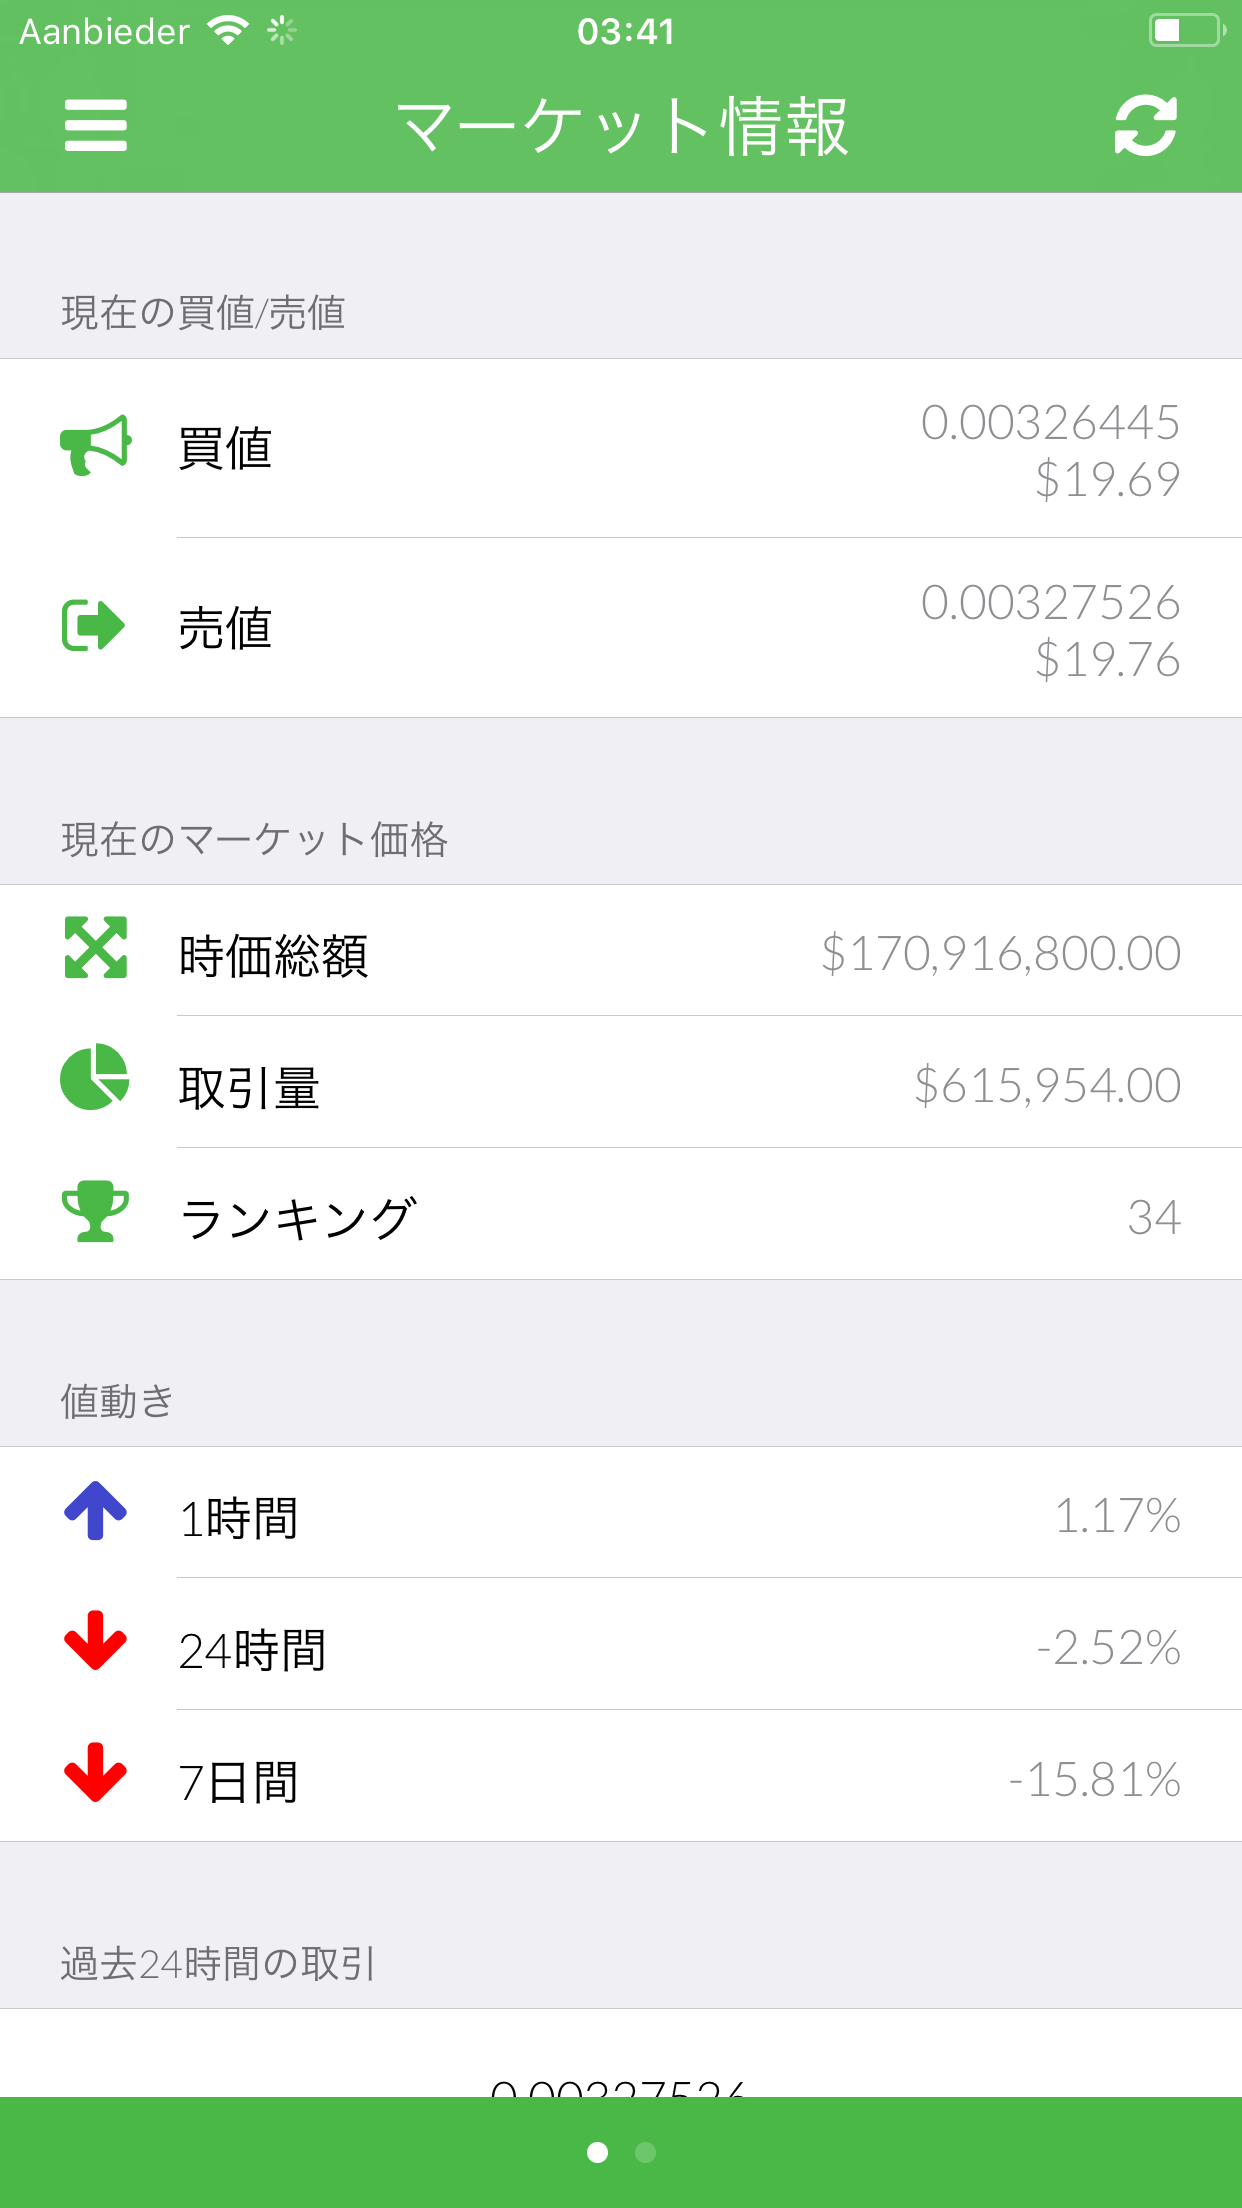 Aanbieder 03:41
マーケット情報
現在の買値/売値
買値 0.00326445
$19.69
売値 0.00327526
$19.76
現在のマーケット価格
時価総額 $170,916,800.00
取引量 $615,954.00
ランキング 34
値動き
1時間 1.17%
24時間 -2.52%
7日間 -15.81%
過去24時間の取引
0.00327526